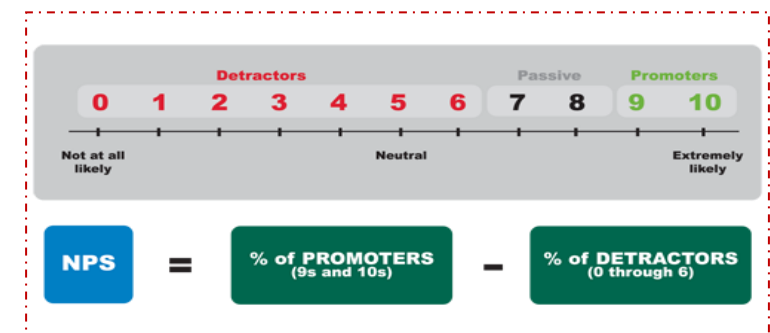 Detractors Passive Promoters
0 1 2 3 4 5 6 7 8 9 10
Not at all
likely
Neutral
Extremely
likely
NPS = % of PROMOTERS
(9s and 10s)
– % of DETRACTORS
(0 through 6)